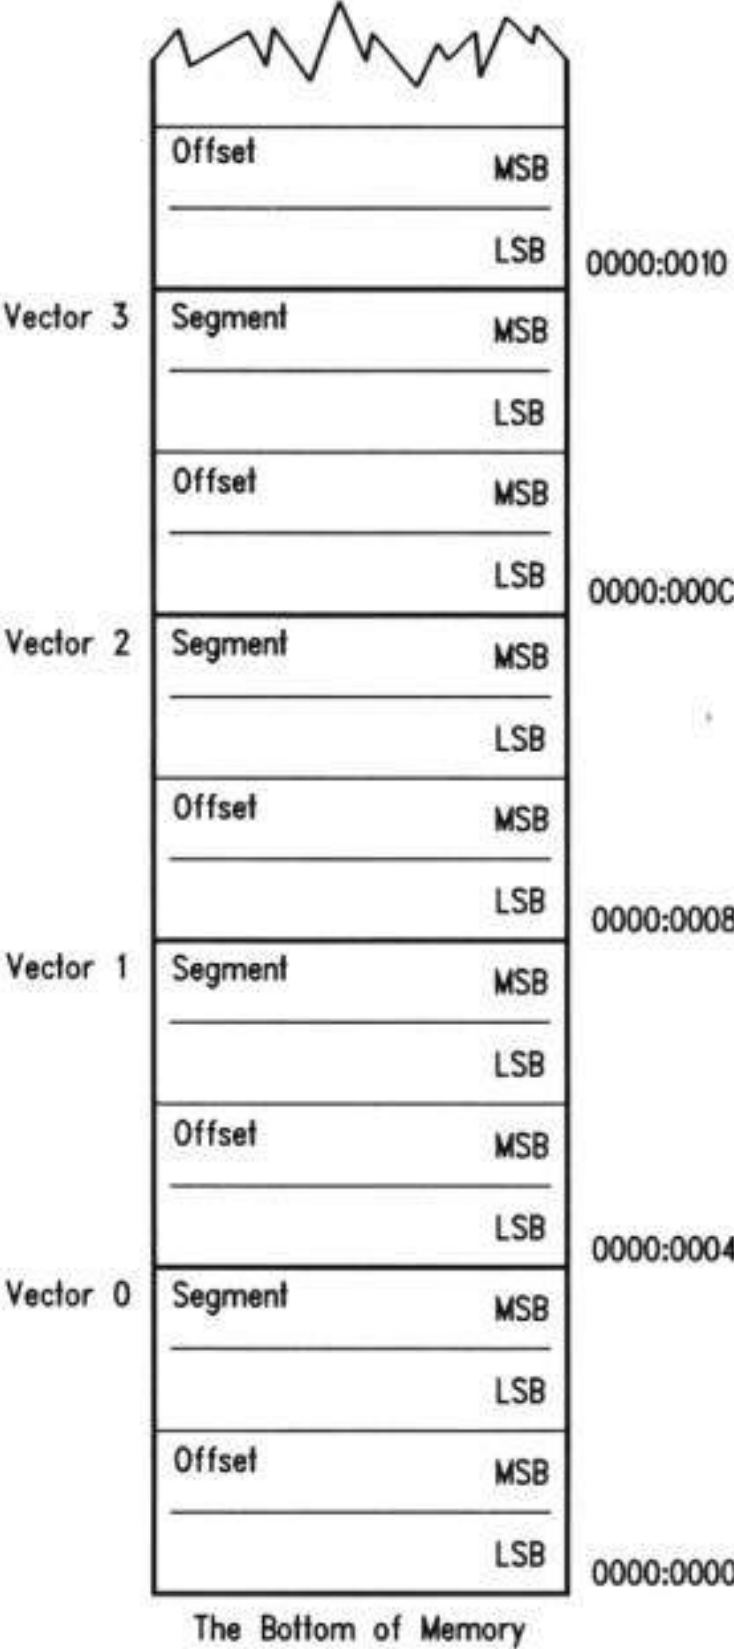 Offset MSB
LSB 0000:0010
Vector 3 Segment MSB
LSB
Offset MSB
LSB 0000:000C
Vector 2 Segment MSB
LSB
Offset MSB
LSB 0000:0008
Vector 1 Segment MSB
LSB
Offset MSB
LSB 0000:0004
Vector 0 Segment MSB
LSB
Offset MSB
LSB 0000:0000
The Bottom of Memory